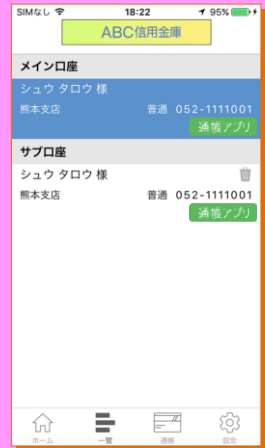 SIMなし 18:22 95%
ABC信用金庫
メイン口座
シュウ タロウ 様
熊本支店 普通 052-1111001
通帳アプリ
サブ口座
シュウ タロウ 様
熊本支店 普通 052-1111001
通帳アプリ
ホーム 一覧 通帳 設定